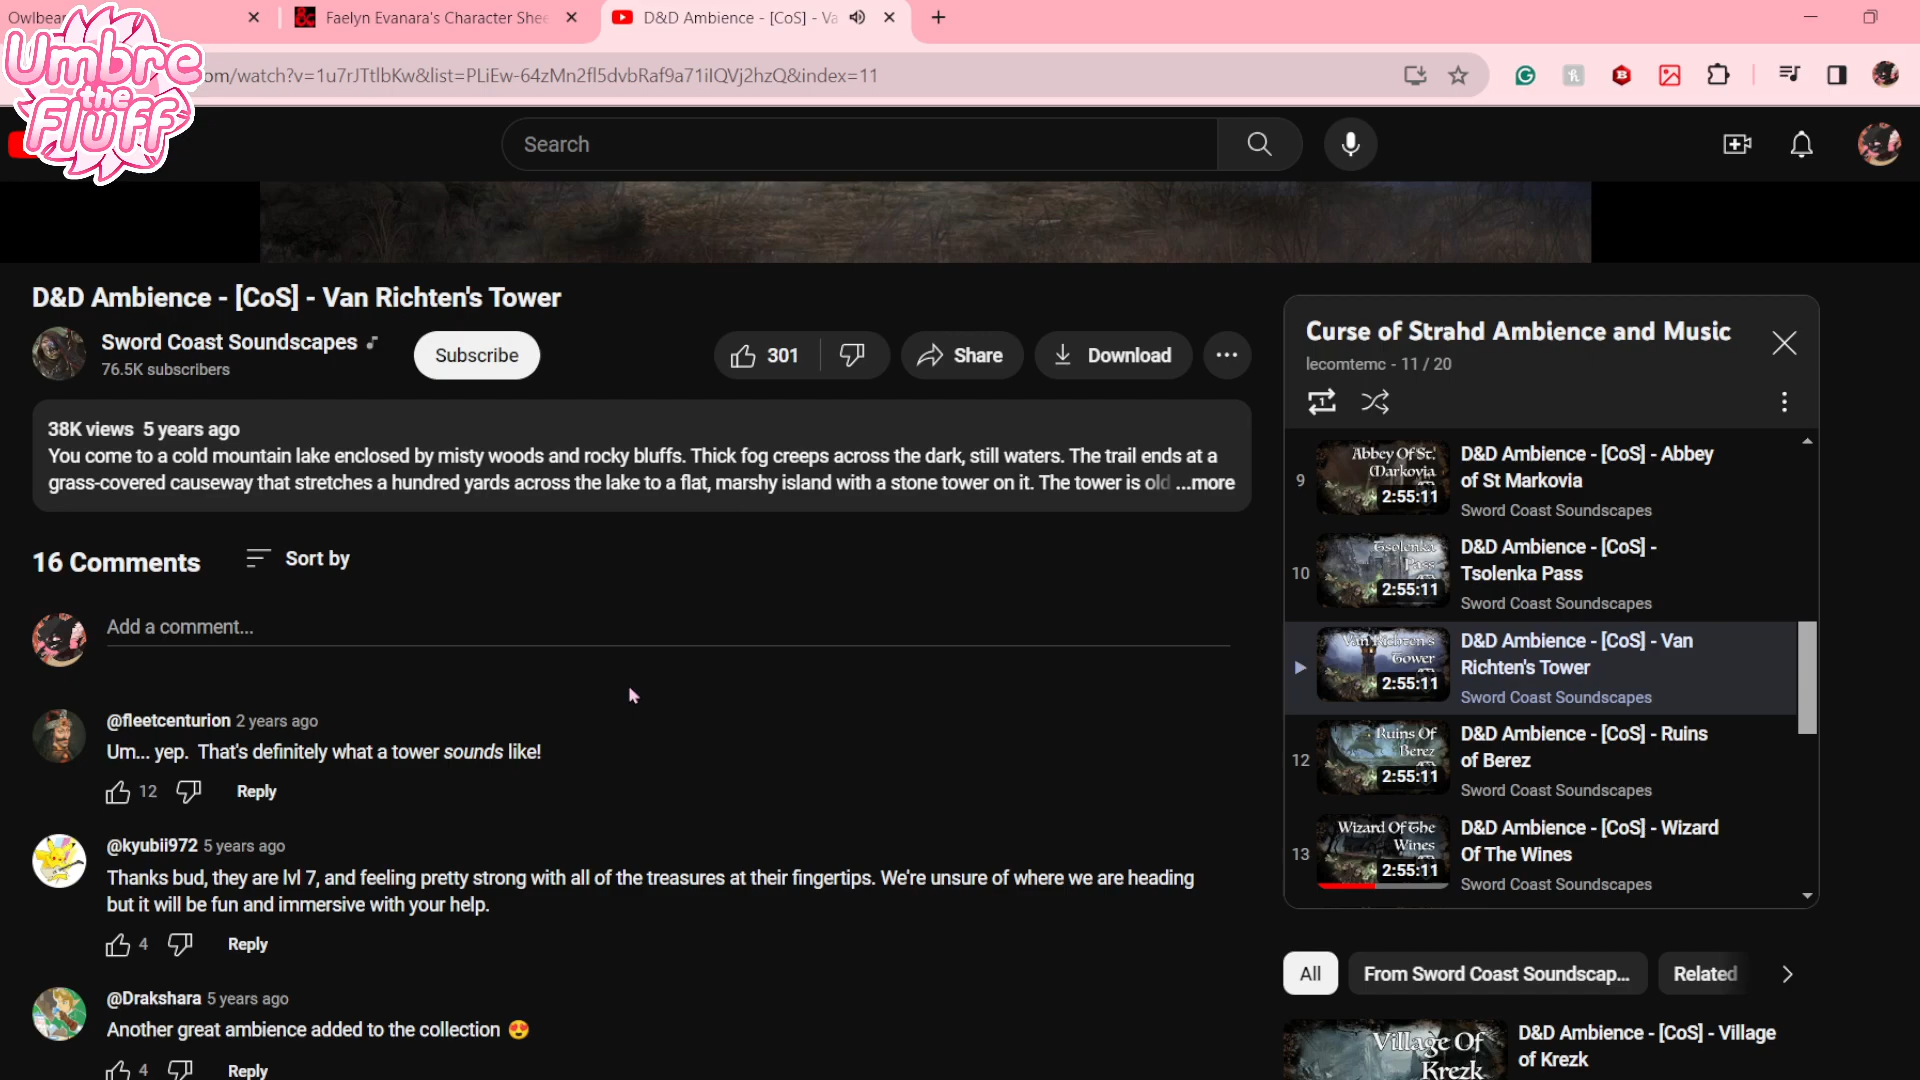 Owlbear
Faelyn Evanara's Character Shee
D&D Ambience - [CoS] - Va
Umbre
the
Fluff
om/watch?v=1u7rJTtlbKw&list=PLiEw-64zMn2fl5dvbRaf9a71iIQVj2hzQ&index=11
Search
D&D Ambience - [CoS] - Van Richten's Tower
Sword Coast Soundscapes
76.5K subscribers
Subscribe
301
Share
Download
38K views 5 years ago
You come to a cold mountain lake enclosed by misty woods and rocky bluffs. Thick fog creeps across the dark, still waters. The trail ends at a
grass-covered causeway that stretches a hundred yards across the lake to a flat, marshy island with a stone tower on it. The tower is old ...more
16 Comments
Sort by
Add a comment...
@fleetcenturion 2 years ago
Um... yep. That's definitely what a tower sounds like!
12
Reply
@kyubii972 5 years ago
Thanks bud, they are lvl 7, and feeling pretty strong with all of the treasures at their fingertips. We're unsure of where we are heading
but it will be fun and immersive with your help.
4
Reply
@Drakshara 5 years ago
Another great ambience added to the collection 😍
4
Reply
Curse of Strahd Ambience and Music
lecomtemc - 11 / 20
9
Abbey Of St.
Markovia
2:55:11
D&D Ambience - [CoS] - Abbey
of St Markovia
Sword Coast Soundscapes
10
Tsolenka
Pass
2:55:11
D&D Ambience - [CoS] -
Tsolenka Pass
Sword Coast Soundscapes
Van Richten's
Tower
2:55:11
D&D Ambience - [CoS] - Van
Richten's Tower
Sword Coast Soundscapes
12
Ruins Of
Berez
2:55:11
D&D Ambience - [CoS] - Ruins
of Berez
Sword Coast Soundscapes
13
Wizard Of The
Wines
2:55:11
D&D Ambience - [CoS] - Wizard
Of The Wines
Sword Coast Soundscapes
All
From Sword Coast Soundscap...
Related
Village Of
Krezk
D&D Ambience - [CoS] - Village
of Krezk